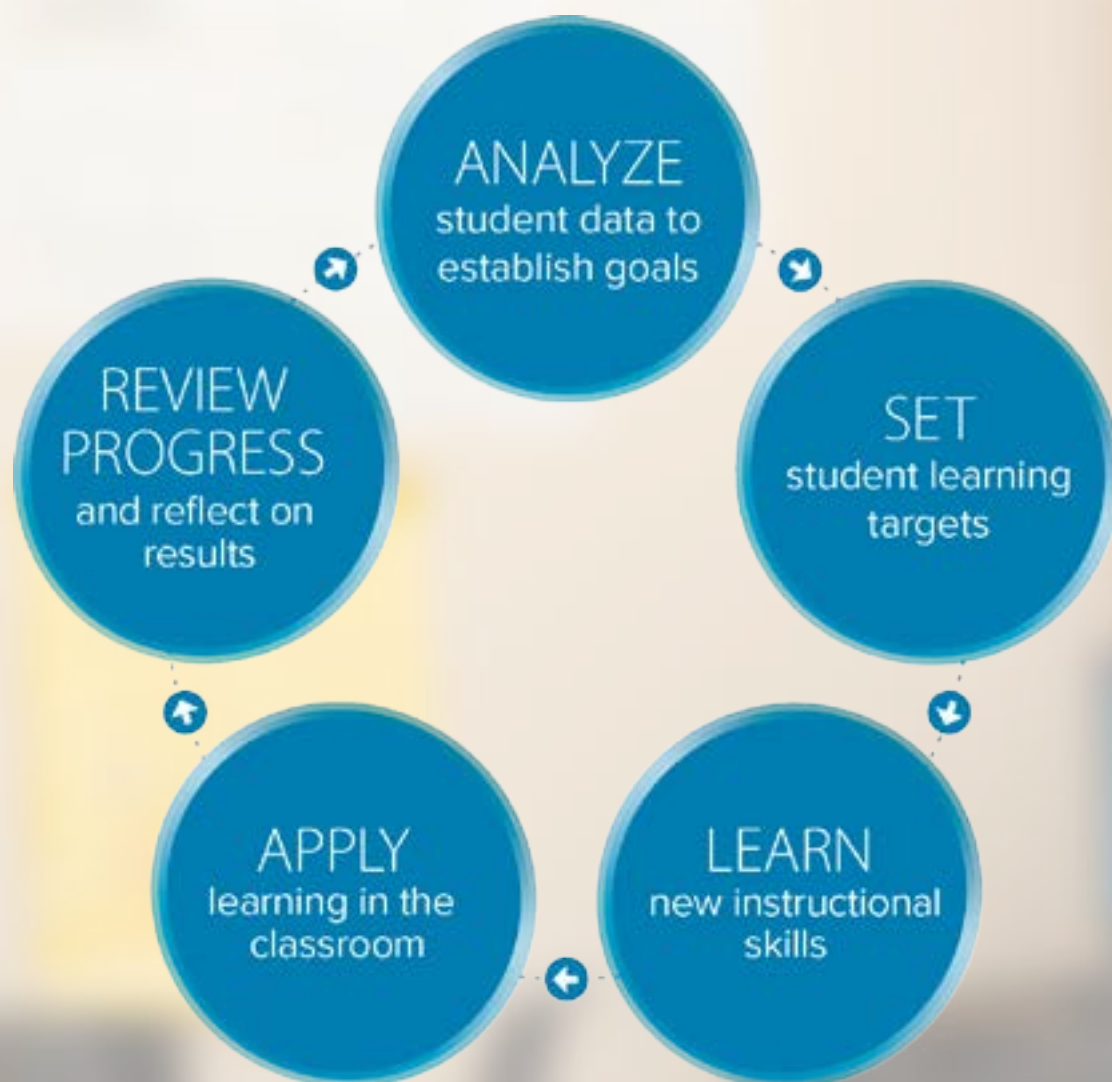 ANALYZE
student data to
establish goals
SET
student learning
targets
LEARN
new instructional
skills
APPLY
learning in the
classroom
REVIEW
PROGRESS
and reflect on
results